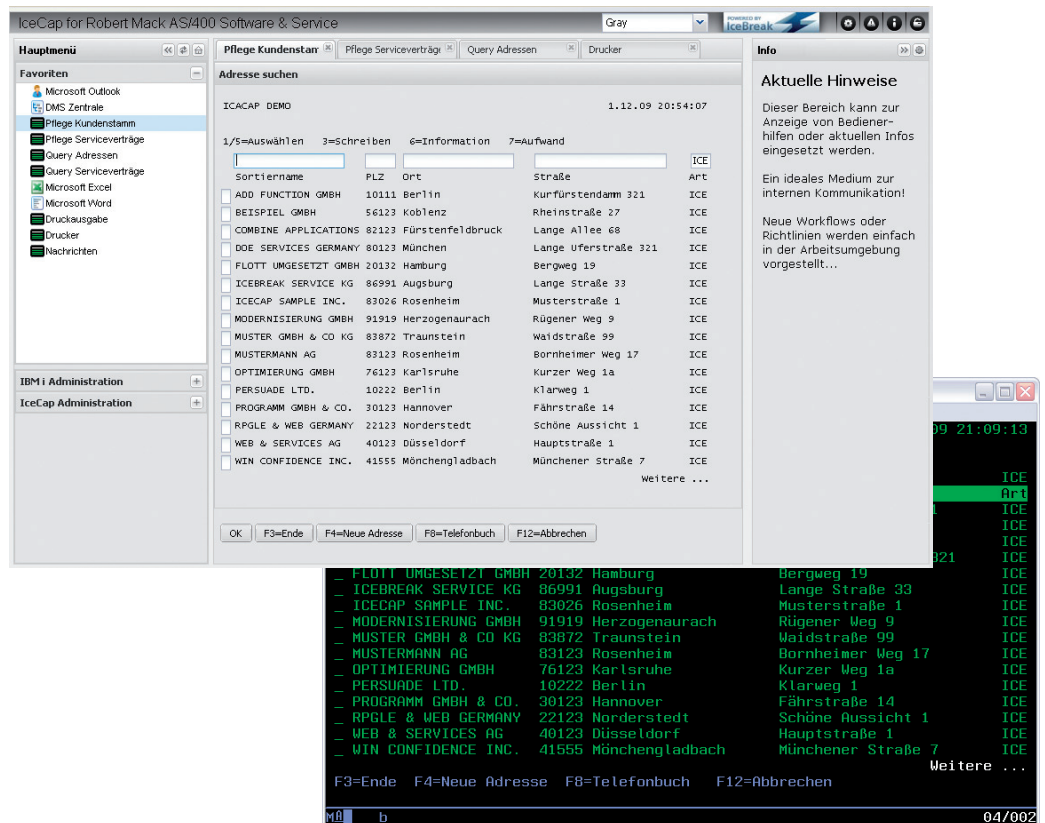 IceCap for Robert Mack AS/400 Software & Service
Gray
POWERED BY
IceBreak
Hauptmenü
Favoriten
Microsoft Outlook
DMS Zentrale
Pflege Kundenstamm
Pflege Serviceverträge
Query Adressen
Query Serviceverträge
Microsoft Excel
Microsoft Word
Druckausgabe
Drucker
Nachrichten
IBM i Administration
IceCap Administration
Pflege Kundenstam Pflege Serviceverträge Query Adressen Drucker
Adresse suchen
ICACAP DEMO 1.12.09 20:54:07
1/5=Auswählen 3=Schreiben 6=Information 7=Aufwand
ICE
Sortiername PLZ Ort Straße Art
ADD FUNCTION GMBH 10111 Berlin Kurfürstendamm 321 ICE
BEISPIEL GMBH 56123 Koblenz Rheinstraße 27 ICE
COMBINE APPLICATIONS 82123 Fürstenfeldbruck Lange Allee 68 ICE
DOE SERVICES GERMANY 80123 München Lange Uferstraße 321 ICE
FLOTT UMGESETZT GMBH 20132 Hamburg Bergweg 19 ICE
ICEBREAK SERVICE KG 86991 Augsburg Lange Straße 33 ICE
ICECAP SAMPLE INC. 83026 Rosenheim Musterstraße 1 ICE
MODERNISIERUNG GMBH 91919 Herzogenaurach Rügener Weg 9 ICE
MUSTER GMBH & CO KG 83872 Traunstein Waidstraße 99 ICE
MUSTERMANN AG 83123 Rosenheim Bornheimer Weg 17 ICE
OPTIMIERUNG GMBH 76123 Karlsruhe Kurzer Weg 1a ICE
PERSUADE LTD. 10222 Berlin Klarweg 1 ICE
PROGRAMM GMBH & CO. 30123 Hannover Fährstraße 14 ICE
RPGLE & WEB GERMANY 22123 Norderstedt Schöne Aussicht 1 ICE
WEB & SERVICES AG 40123 Düsseldorf Hauptstraße 1 ICE
WIN CONFIDENCE INC. 41555 Mönchengladbach Münchener Straße 7 ICE
Weitere ...
OK F3=Ende F4=Neue Adresse F8=Telefonbuch F12=Abbrechen
Info
Aktuelle Hinweise
Dieser Bereich kann zur
Anzeige von Bediener-
hilfen oder aktuellen Infos
eingesetzt werden.
Ein ideales Medium zur
internen Kommunikation!
Neue Workflows oder
Richtlinien werden einfach
in der Arbeitsumgebung
vorgestellt...
09 21:09:13
ICE
Art
1 ICE
ICE
ICE
321 ICE
_ FLOTT UMGESETZT GMBH 20132 Hamburg Bergweg 19 ICE
_ ICEBREAK SERVICE KG 86991 Augsburg Lange Straße 33 ICE
_ ICECAP SAMPLE INC. 83026 Rosenheim Musterstraße 1 ICE
_ MODERNISIERUNG GMBH 91919 Herzogenaurach Rügener Weg 9 ICE
_ MUSTER GMBH & CO KG 83872 Traunstein Waidstraße 99 ICE
_ MUSTERMANN AG 83123 Rosenheim Bornheimer Weg 17 ICE
_ OPTIMIERUNG GMBH 76123 Karlsruhe Kurzer Weg 1a ICE
_ PERSUADE LTD. 10222 Berlin Klarweg 1 ICE
_ PROGRAMM GMBH & CO. 30123 Hannover Fährstraße 14 ICE
_ RPGLE & WEB GERMANY 22123 Norderstedt Schöne Aussicht 1 ICE
_ WEB & SERVICES AG 40123 Düsseldorf Hauptstraße 1 ICE
_ WIN CONFIDENCE INC. 41555 Mönchengladbach Münchener Straße 7 ICE
Weitere ...
F3=Ende F4=Neue Adresse F8=Telefonbuch F12=Abbrechen
MA b 04/002